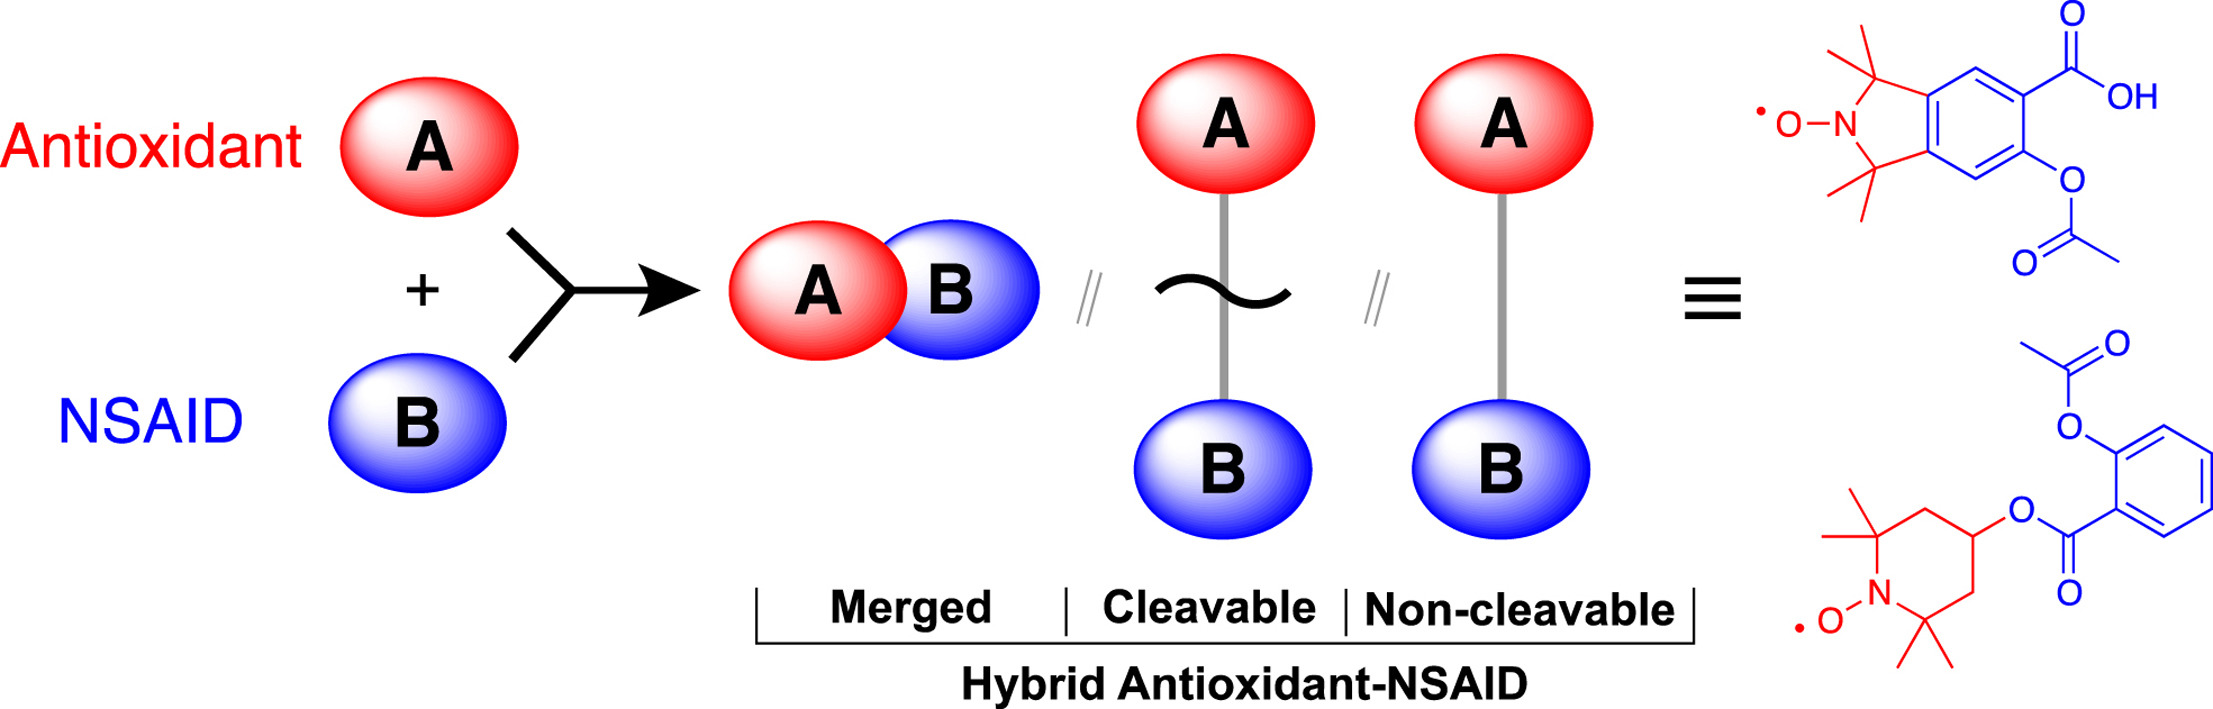 Antioxidant
A
+
NSAID
B
A B
//
A
B
//
A
B
≡
Merged | Cleavable | Non-cleavable
Hybrid Antioxidant-NSAID
O
OH
• O N
O
O
O
O
O
N
O
• O